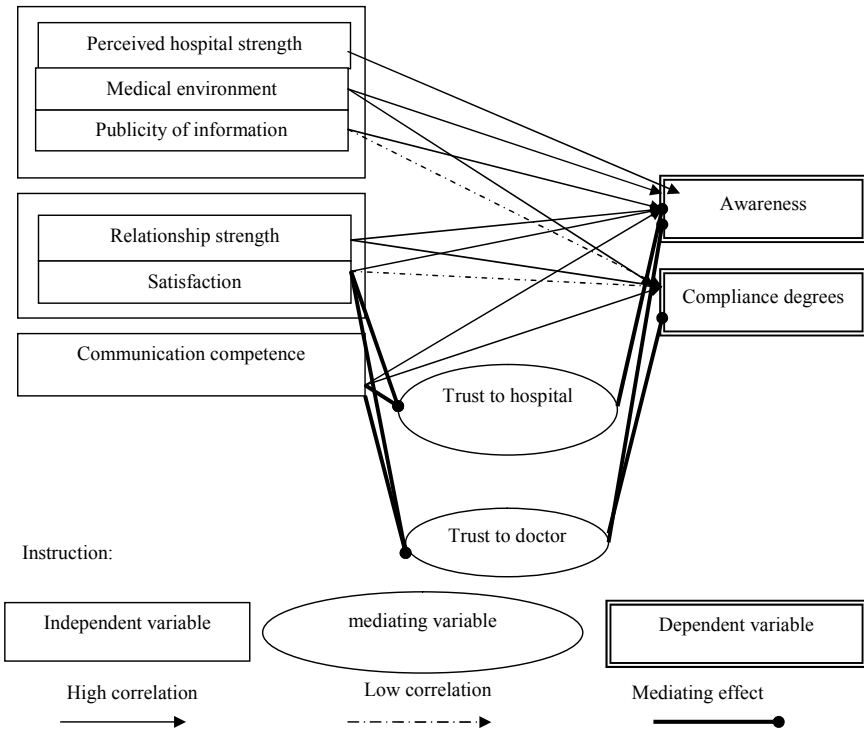 Perceived hospital strength
Medical environment
Publicity of information
Awareness
Relationship strength
Satisfaction
Compliance degrees
Communication competence
Trust to hospital
Trust to doctor
Instruction:
Independent variable
mediating variable
Dependent variable
High correlation
Low correlation
Mediating effect